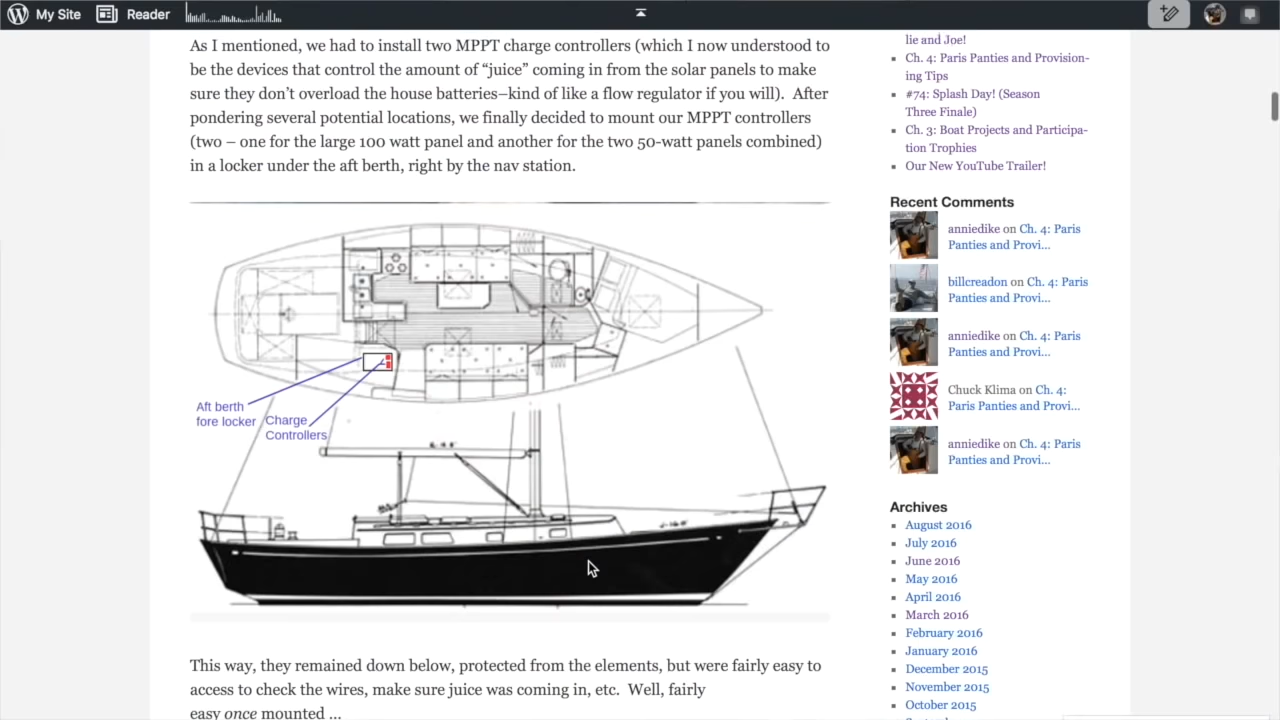 My Site
Reader
As I mentioned, we had to install two MPPT charge controllers (which I now understood to
be the devices that control the amount of “juice” coming in from the solar panels to make
sure they don’t overload the house batteries–kind of like a flow regulator if you will).  After
pondering several potential locations, we finally decided to mount our MPPT controllers
(two – one for the large 100 watt panel and another for the two 50-watt panels combined)
in a locker under the aft berth, right by the nav station.
Aft berth
fore locker
Charge
Controllers
This way, they remained down below, protected from the elements, but were fairly easy to
access to check the wires, make sure juice was coming in, etc.  Well, fairly
easy once mounted ...
lie and Joe!
Ch. 4: Paris Panties and Provision-
ing Tips
#74: Splash Day! (Season
Three Finale)
Ch. 3: Boat Projects and Participa-
tion Trophies
Our New YouTube Trailer!
Recent Comments
anniedike on Ch. 4: Paris
Panties and Provi...
billcreadon on Ch. 4: Paris
Panties and Provi...
anniedike on Ch. 4: Paris
Panties and Provi...
Chuck Klima on Ch. 4:
Paris Panties and Provi...
anniedike on Ch. 4: Paris
Panties and Provi...
Archives
August 2016
July 2016
June 2016
May 2016
April 2016
March 2016
February 2016
January 2016
December 2015
November 2015
October 2015